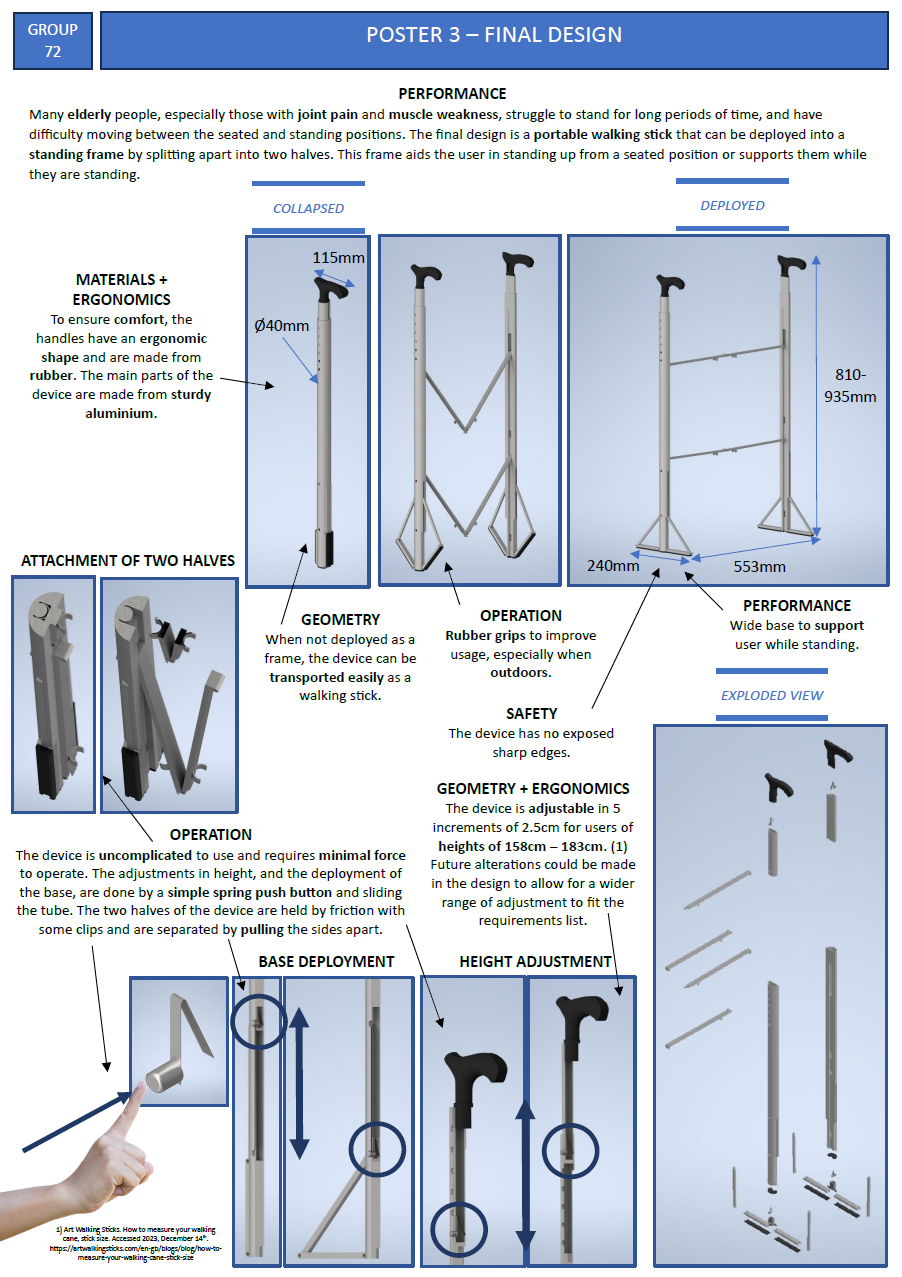 GROUP
72
POSTER 3 – FINAL DESIGN
PERFORMANCE
Many elderly people, especially those with joint pain and muscle weakness, struggle to stand for long periods of time, and have
difficulty moving between the seated and standing positions. The final design is a portable walking stick that can be deployed into a
standing frame by splitting apart into two halves. This frame aids the user in standing up from a seated position or supports them while
they are standing.
COLLAPSED
DEPLOYED
MATERIALS +
ERGONOMICS
To ensure comfort, the
handles have an ergonomic
shape and are made from
rubber. The main parts of the
device are made from sturdy
aluminium.
115mm
Ø40mm
810-
935mm
240mm
553mm
ATTACHMENT OF TWO HALVES
GEOMETRY
When not deployed as a
frame, the device can be
transported easily as a
walking stick.
OPERATION
Rubber grips to improve
usage, especially when
outdoors.
PERFORMANCE
Wide base to support
user while standing.
SAFETY
The device has no exposed
sharp edges.
EXPLODED VIEW
GEOMETRY + ERGONOMICS
The device is adjustable in 5
increments of 2.5cm for users of
heights of 158cm – 183cm. (1)
Future alterations could be made
in the design to allow for a wider
range of adjustment to fit the
requirements list.
OPERATION
The device is uncomplicated to use and requires minimal force
to operate. The adjustments in height, and the deployment of
the base, are done by a simple spring push button and sliding
the tube. The two halves of the device are held by friction with
some clips and are separated by pulling the sides apart.
BASE DEPLOYMENT
HEIGHT ADJUSTMENT
1) Art Walking Sticks. How to measure your walking
cane, stick size. Accessed 2023, December 14th.
https://artwalkingsticks.com/en-gb/blogs/blog/how-to-
measure-your-walking-cane-stick-size